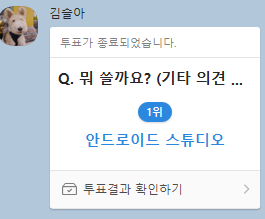 김슬아
투표가 종료되었습니다.
Q. 뭐 쓸까요? (기타 의견 ...
1위
안드로이드 스튜디오
투표결과 확인하기